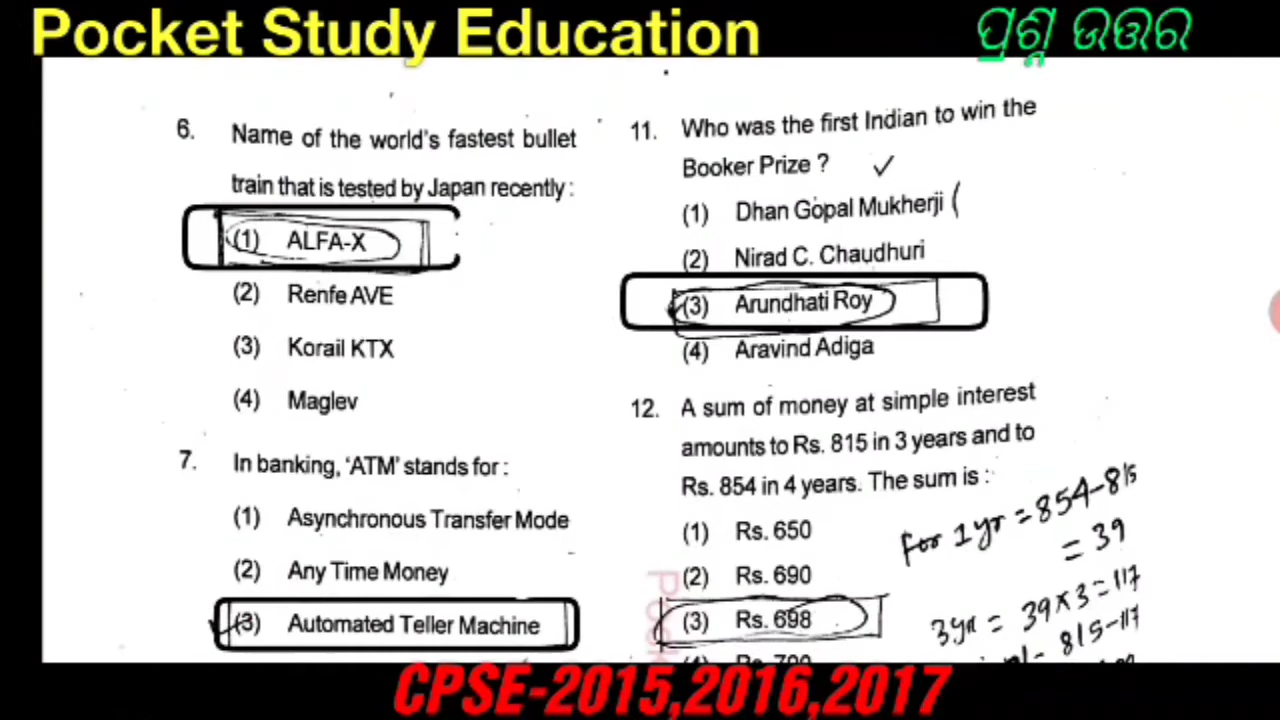 Pocket Study Education
ପ୍ରଶ୍ନ ଉତ୍ତର
6. Name of the world's fastest bullet
train that is tested by Japan recently :
(1) ALFA-X
(2) Renfe AVE
(3) Korail KTX
(4) Maglev
7. In banking, 'ATM' stands for :
(1) Asynchronous Transfer Mode
(2) Any Time Money
(3) Automated Teller Machine
11. Who was the first Indian to win the
Booker Prize ?
(1) Dhan Gopal Mukherji
(2) Nirad C. Chaudhuri
(3) Arundhati Roy
(4) Aravind Adiga
12. A sum of money at simple interest
amounts to Rs. 815 in 3 years and to
Rs. 854 in 4 years. The sum is :
(1) Rs. 650
(2) Rs. 690
(3) Rs. 698
for 1 yr = 854-815
= 39
3 yr = 39 × 3 = 117
815-117
CPSE-2015,2016,2017